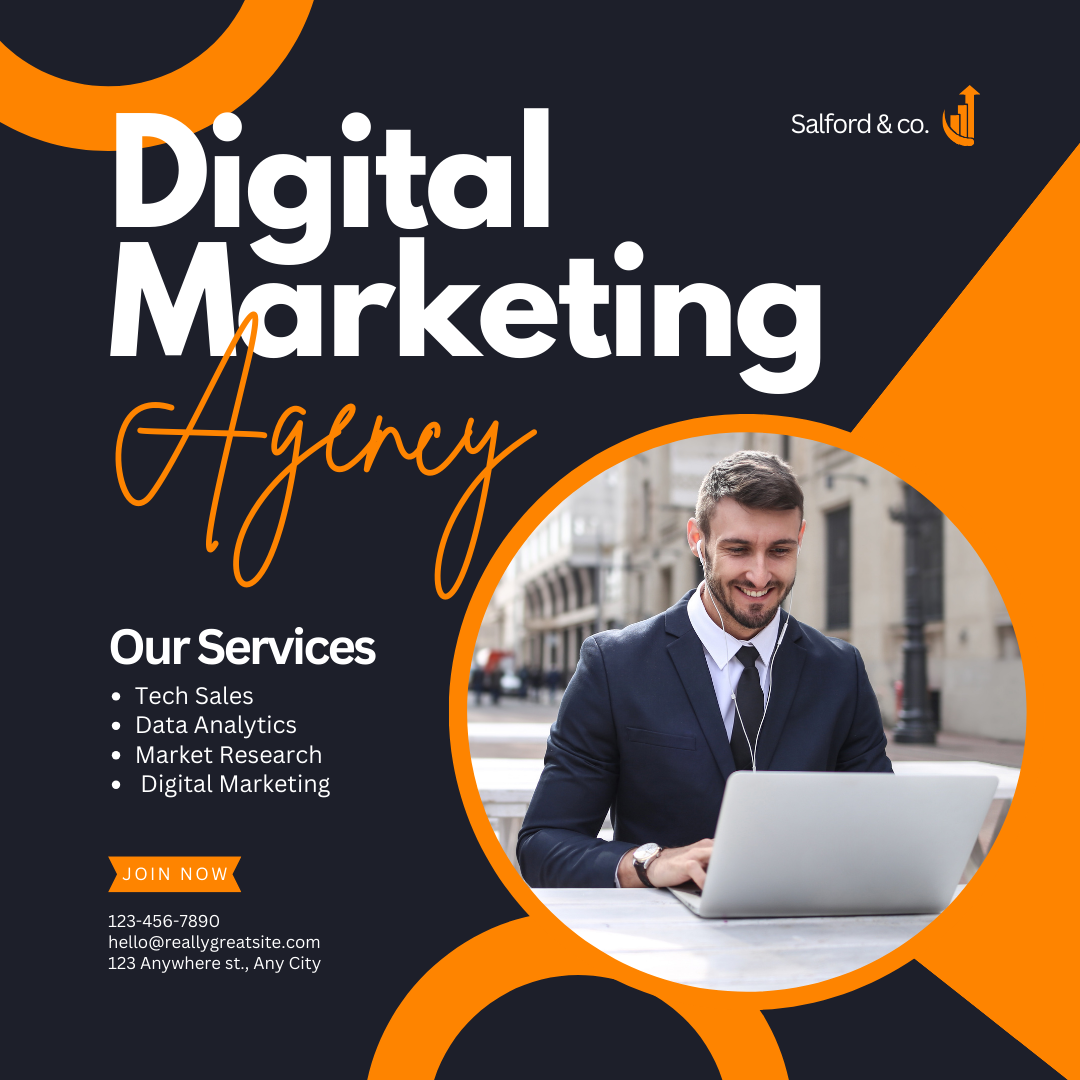 Salford & co.
Digital
Marketing
Agency
Our Services
• Tech Sales
• Data Analytics
• Market Research
• Digital Marketing
JOIN NOW
123-456-7890
hello@reallygreatsite.com
123 Anywhere st., Any City